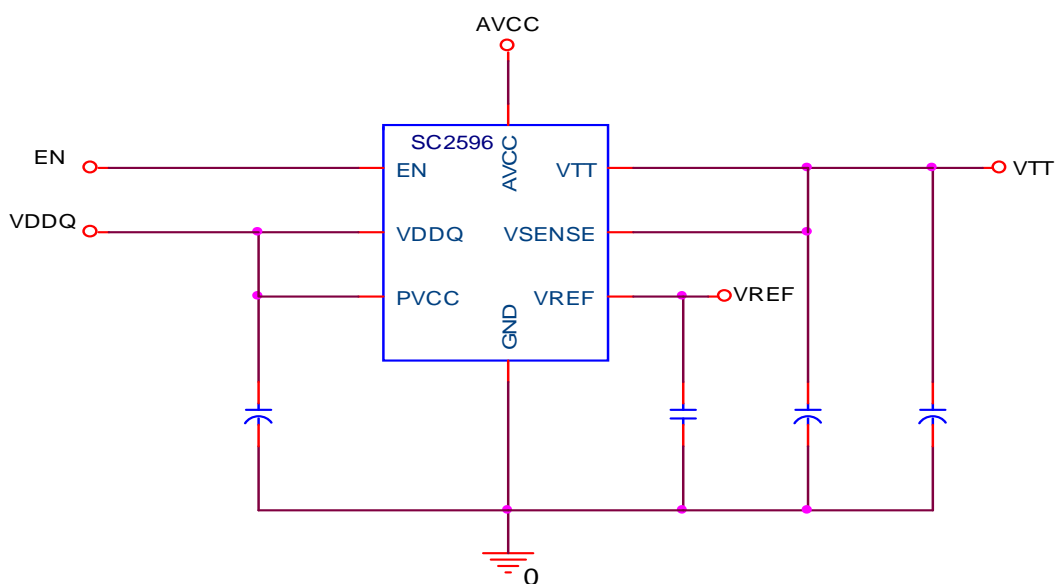 AVCC
SC2596
EN
EN
AVCC
VTT
VTT
VDDQ
VDDQ
VSENSE
PVCC
VREF
VREF
GND
0